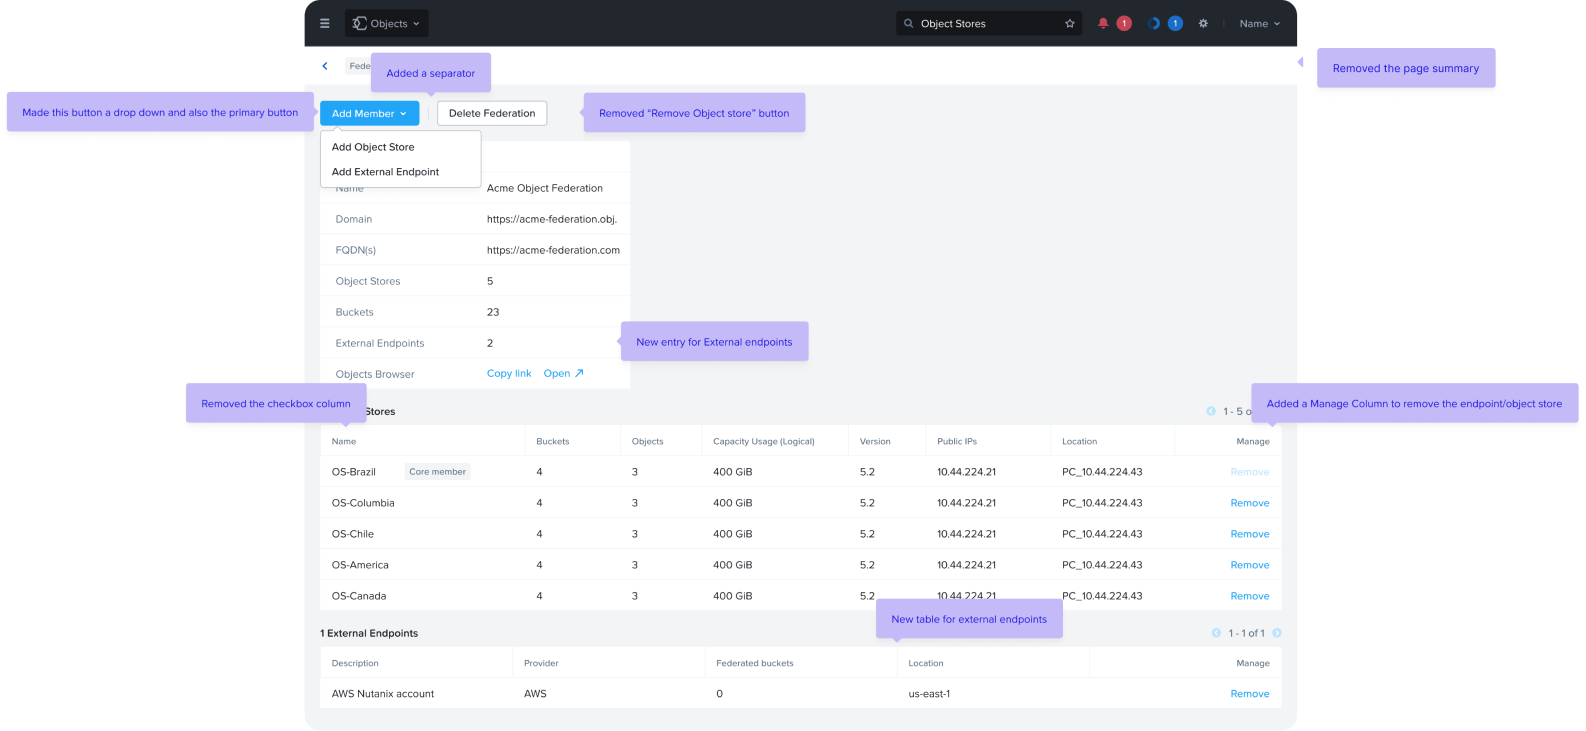 Objects
Object Stores
1
1
Name
Added a separator
Removed the page summary
Made this button a drop down and also the primary button
Add Member
Delete Federation
Removed “Remove Object store” button
Add Object Store
Add External Endpoint
Name Acme Object Federation
Domain https://acme-federation.obj.
FQDN(s) https://acme-federation.com
Object Stores 5
Buckets 23
External Endpoints 2
New entry for External endpoints
Objects Browser Copy link Open
Removed the checkbox column
Stores
1 - 5 o
Added a Manage Column to remove the endpoint/object store
Name Buckets Objects Capacity Usage (Logical) Version Public IPs Location Manage
OS-Brazil Core member 4 3 400 GiB 5.2 10.44.224.21 PC_10.44.224.43 Remove
OS-Columbia 4 3 400 GiB 5.2 10.44.224.21 PC_10.44.224.43 Remove
OS-Chile 4 3 400 GiB 5.2 10.44.224.21 PC_10.44.224.43 Remove
OS-America 4 3 400 GiB 5.2 10.44.224.21 PC_10.44.224.43 Remove
OS-Canada 4 3 400 GiB 5.2 10.44.224.21 PC_10.44.224.43 Remove
New table for external endpoints
1 External Endpoints
1 - 1 of 1
Description Provider Federated buckets Location Manage
AWS Nutanix account AWS 0 us-east-1 Remove